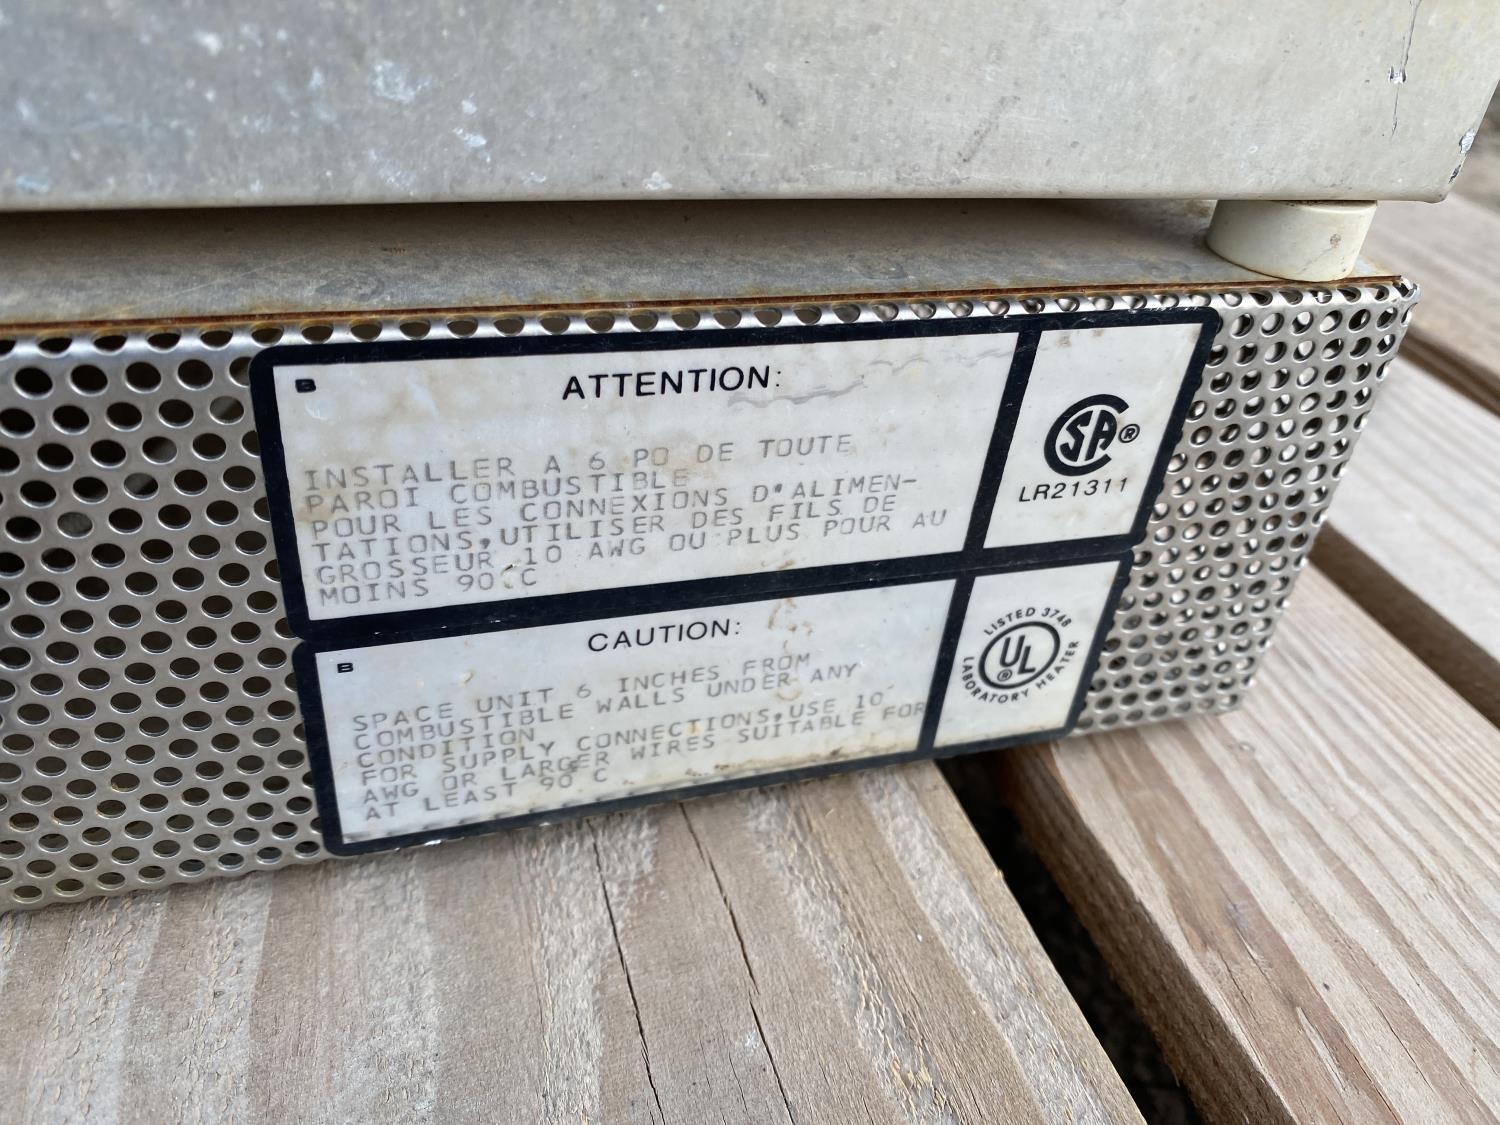 B
ATTENTION:
INSTALLER A 6 PO DE TOUTE
PAROI COMBUSTIBLE
POUR LES CONNEXIONS D'ALIMEN-
TATIONS,UTILISER DES FILS DE
GROSSEUR 10 AWG OU PLUS POUR AU
MOINS 90 C
SA®
LR21311
B
CAUTION:
SPACE UNIT 6 INCHES FROM
COMBUSTIBLE WALLS UNDER ANY
CONDITION
FOR SUPPLY CONNECTIONS,USE 10
AWG OR LARGER WIRES SUITABLE FOR
AT LEAST 90 C
LISTED 3748
UL
®
LABORATORY HEATER